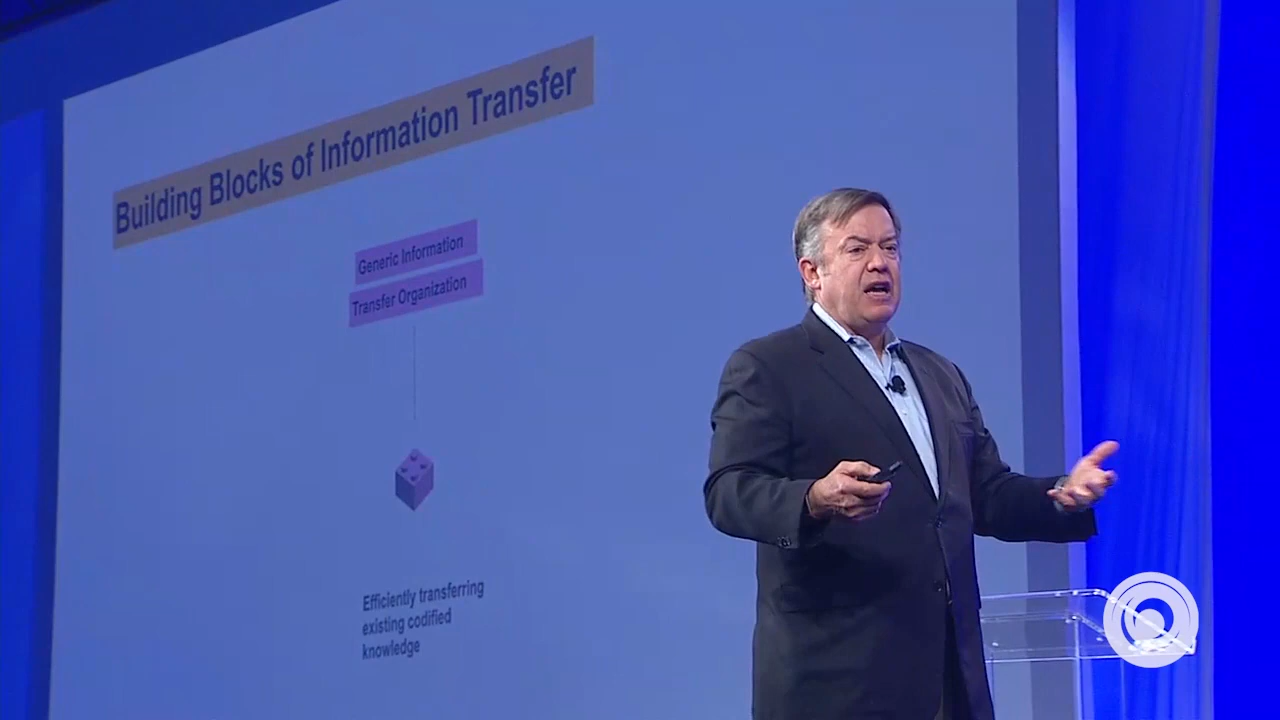 Building Blocks of Information Transfer
Generic Information
Transfer Organization
Efficiently transferring
existing codified
knowledge